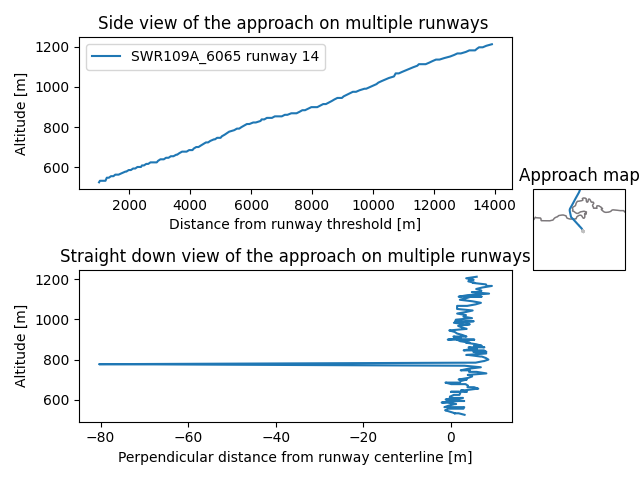 Side view of the approach on multiple runways
1200
1000
800
600
Altitude [m]
SWR109A_6065 runway 14
2000 4000 6000 8000 10000 12000 14000
Distance from runway threshold [m]
Approach map
Straight down view of the approach on multiple runways
1200
1000
800
600
Altitude [m]
−80 −60 −40 −20 0
Perpendicular distance from runway centerline [m]